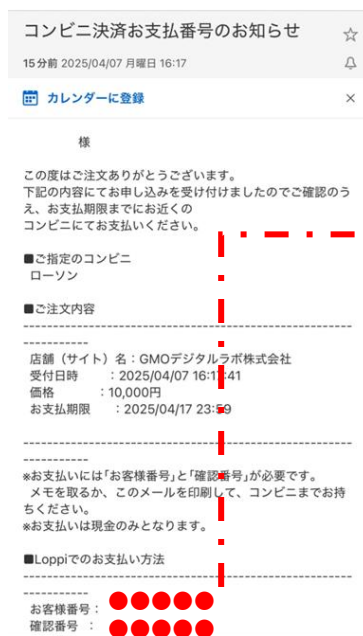 コンビニ決済お支払番号のお知らせ
15分前 2025/04/07 月曜日 16:17
カレンダーに登録
様
この度はご注文ありがとうございます。
下記の内容にてお申し込みを受け付けましたのでご確認のう
え、お支払期限までにお近くの
コンビニにてお支払いください。
■ご指定のコンビニ
ローソン
■ご注文内容
-----------------------------------------------------
-----------
店舗（サイト）名：GMOデジタルラボ株式会社
受付日時　　：2025/04/07 16:17:41
価格　　　：10,000円
お支払期限　：2025/04/17 23:59
-----------------------------------------------------
-----------
※お支払いには｢お客様番号｣と｢確認番号｣が必要です。
メモを取るか、このメールを印刷して、コンビニまでお持
ちください。
※お支払いは現金のみとなります。
■Loppiでのお支払い方法
-----------------------------------------------------
-----------
お客様番号：
確認番号　：